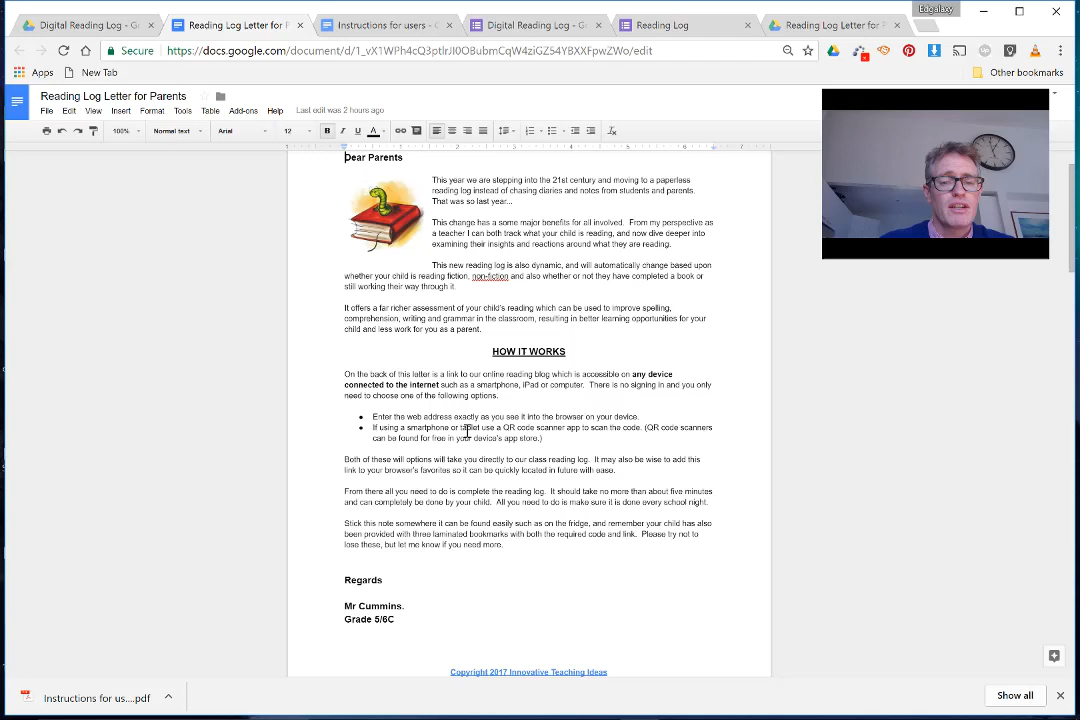 Edgalaxy
Digital Reading Log - G
Reading Log Letter for P
Instructions for users - G
Digital Reading Log - G
Reading Log
Reading Log Letter for P
Secure
https://docs.google.com/document/d/1_vX1WPh4cQ3ptlrJI0OBubmCqW4ziGZ54YBXXFpwZWo/edit
Apps
New Tab
Other bookmarks
Reading Log Letter for Parents
File Edit View Insert Format Tools Table Add-ons Help Last edit was 2 hours ago
100% Normal text Arial 12 B I U A
1 1 2 3 4 5 6 7
Dear Parents
This year we are stepping into the 21st century and moving to a paperless
reading log instead of chasing diaries and notes from students and parents.
That was so last year...
This change has a some major benefits for all involved. From my perspective as
a teacher I can both track what your child is reading, and now dive deeper into
examining their insights and reactions around what they are reading.
This new reading log is also dynamic, and will automatically change based upon
whether your child is reading fiction, non-fiction and also whether or not they have completed a book or
still working their way through it.
It offers a far richer assessment of your child's reading which can be used to improve spelling,
comprehension, writing and grammar in the classroom, resulting in better learning opportunities for your
child and less work for you as a parent.
HOW IT WORKS
On the back of this letter is a link to our online reading blog which is accessible on any device
connected to the internet such as a smartphone, iPad or computer. There is no signing in and you only
need to choose one of the following options.
● Enter the web address exactly as you see it into the browser on your device.
● If using a smartphone or tablet use a QR code scanner app to scan the code. (QR code scanners
can be found for free in your device's app store.)
Both of these will options will take you directly to our class reading log. It may also be wise to add this
link to your browser's favorites so it can be quickly located in future with ease.
From there all you need to do is complete the reading log. It should take no more than about five minutes
and can completely be done by your child. All you need to do is make sure it is done every school night.
Stick this note somewhere it can be found easily such as on the fridge, and remember your child has also
been provided with three laminated bookmarks with both the required code and link. Please try not to
lose these, but let me know if you need more.
Regards
Mr Cummins.
Grade 5/6C
Copyright 2017 Innovative Teaching Ideas
Instructions for us....pdf
Show all